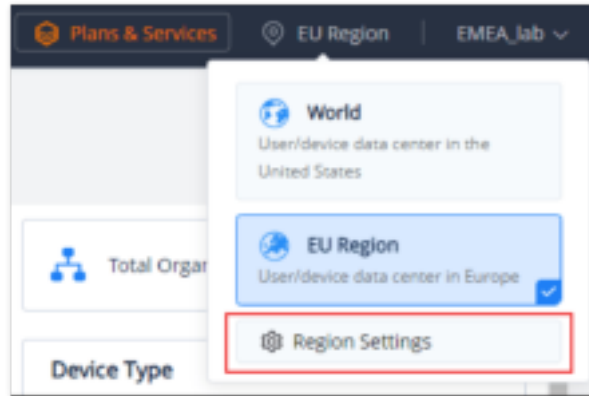 Plans & Services
EU Region
EMEA_lab
World
User/device data center in the
United States
EU Region
User/device data center in Europe
Total Organ
Region Settings
Device Type